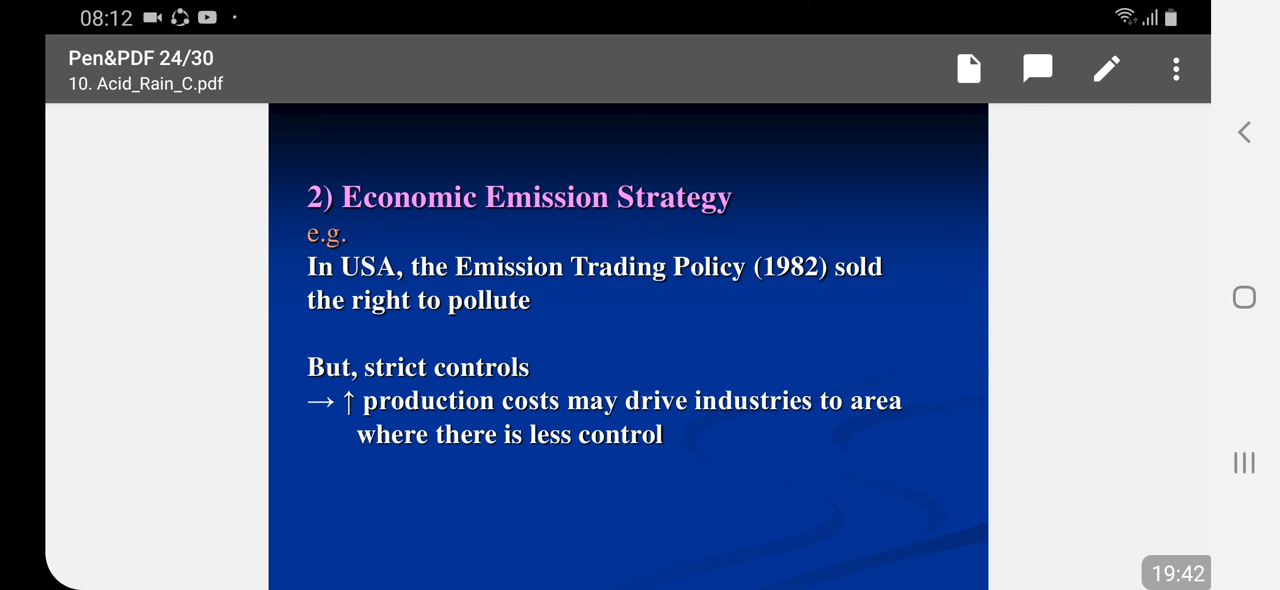 08:12
Pen&PDF 24/30
10. Acid_Rain_C.pdf
2) Economic Emission Strategy
e.g.
In USA, the Emission Trading Policy (1982) sold
the right to pollute
But, strict controls
→ ↑ production costs may drive industries to area
where there is less control
19:42